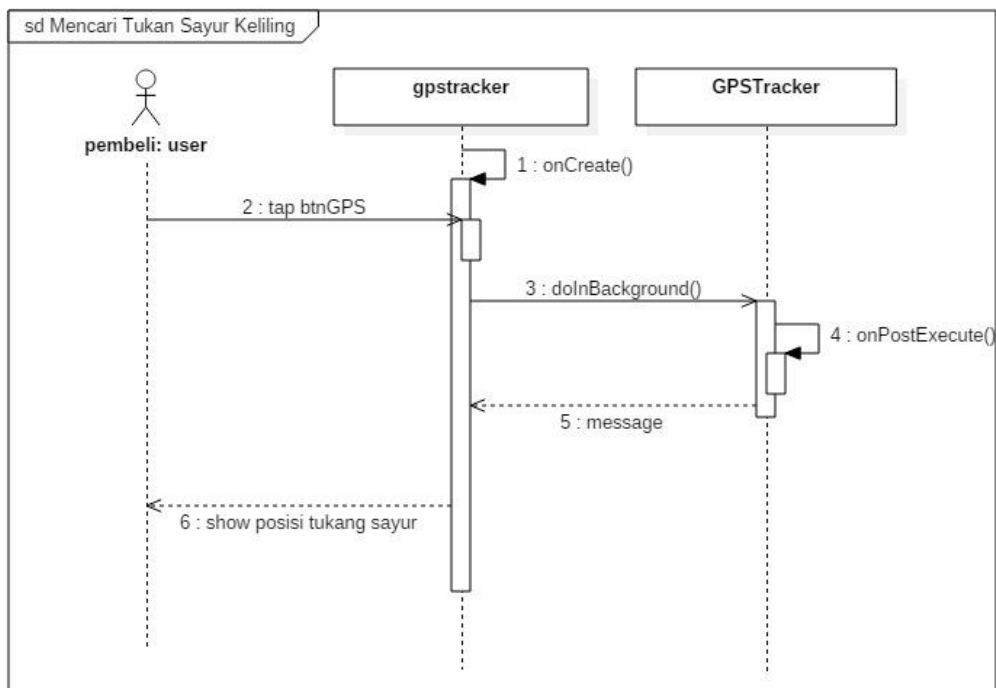 sd Mencari Tukan Sayur Keliling
gpstracker
GPSTracker
pembeli: user
1 : onCreate()
2 : tap btnGPS
3 : doInBackground()
4 : onPostExecute()
5 : message
6 : show posisi tukang sayur